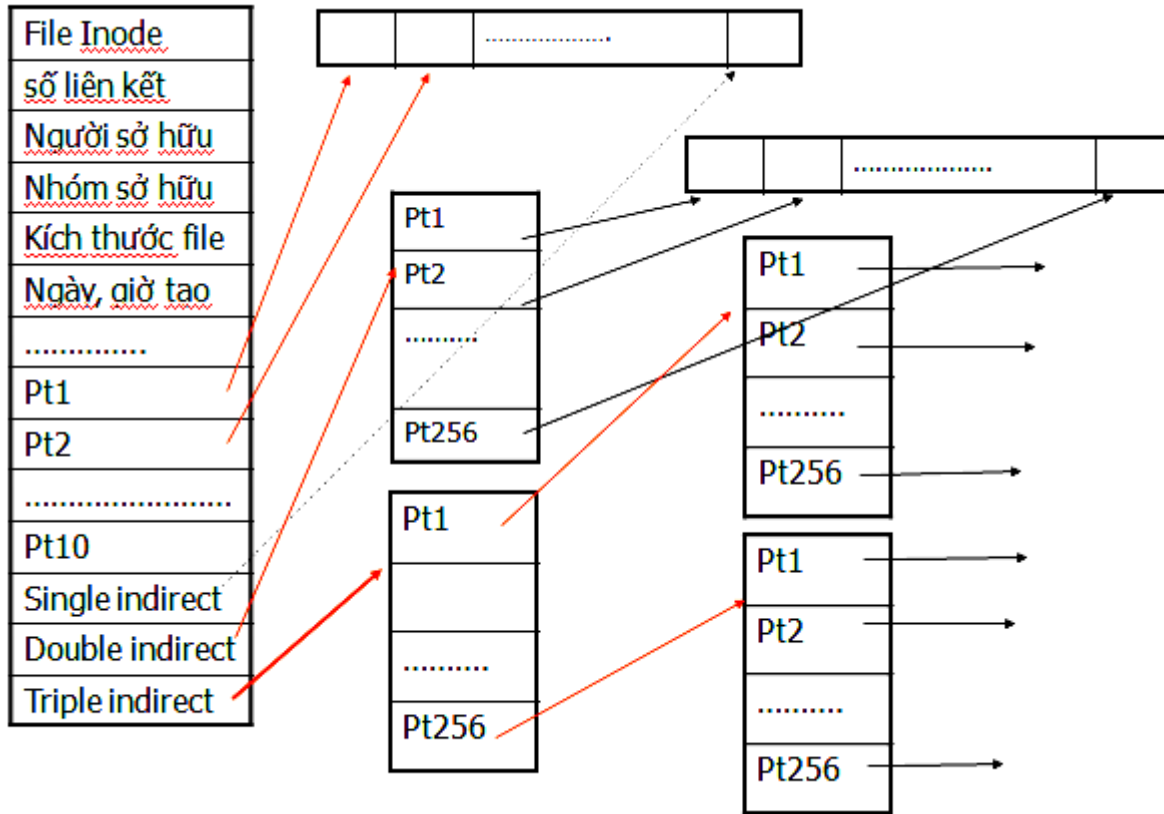 File Inode
số liên kết
Người sở hữu
Nhóm sở hữu
Kích thước file
Ngày, giờ tạo
..............
Pt1
Pt2
.......................
Pt10
Single indirect
Double indirect
Triple indirect
...................
Pt1
Pt2
..........
Pt256
Pt1
..........
Pt256
...................
Pt1
Pt2
..........
Pt256
Pt1
Pt2
..........
Pt256